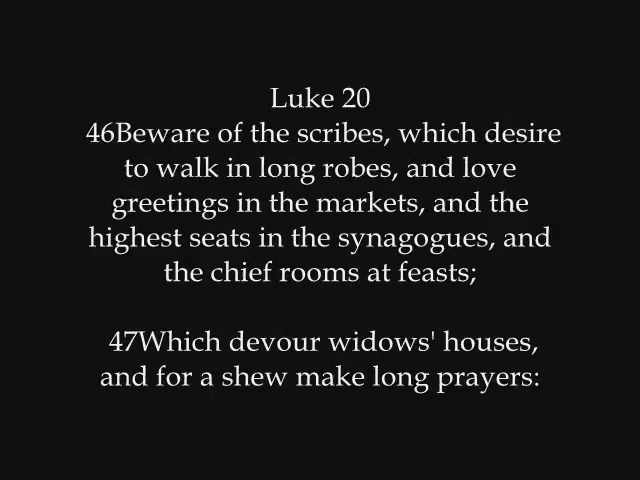 Luke 20
46Beware of the scribes, which desire
to walk in long robes, and love
greetings in the markets, and the
highest seats in the synagogues, and
the chief rooms at feasts;
47Which devour widows' houses,
and for a shew make long prayers: